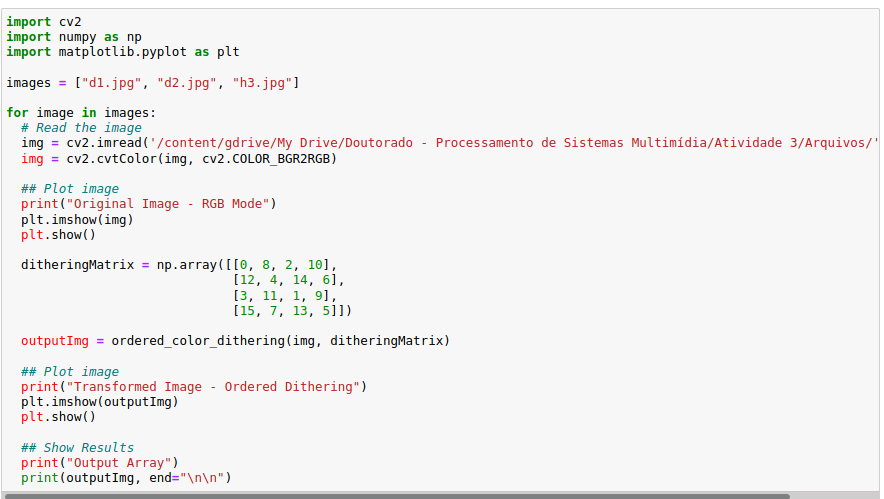 import cv2
import numpy as np
import matplotlib.pyplot as plt

images = ["d1.jpg", "d2.jpg", "h3.jpg"]

for image in images:
  # Read the image
  img = cv2.imread('/content/gdrive/My Drive/Doutorado - Processamento de Sistemas Multimídia/Atividade 3/Arquivos/'
  img = cv2.cvtColor(img, cv2.COLOR_BGR2RGB)

  ## Plot image
  print("Original Image - RGB Mode")
  plt.imshow(img)
  plt.show()

  ditheringMatrix = np.array([[0, 8, 2, 10],
                              [12, 4, 14, 6],
                              [3, 11, 1, 9],
                              [15, 7, 13, 5]])

  outputImg = ordered_color_dithering(img, ditheringMatrix)

  ## Plot image
  print("Transformed Image - Ordered Dithering")
  plt.imshow(outputImg)
  plt.show()

  ## Show Results
  print("Output Array")
  print(outputImg, end="\n\n")